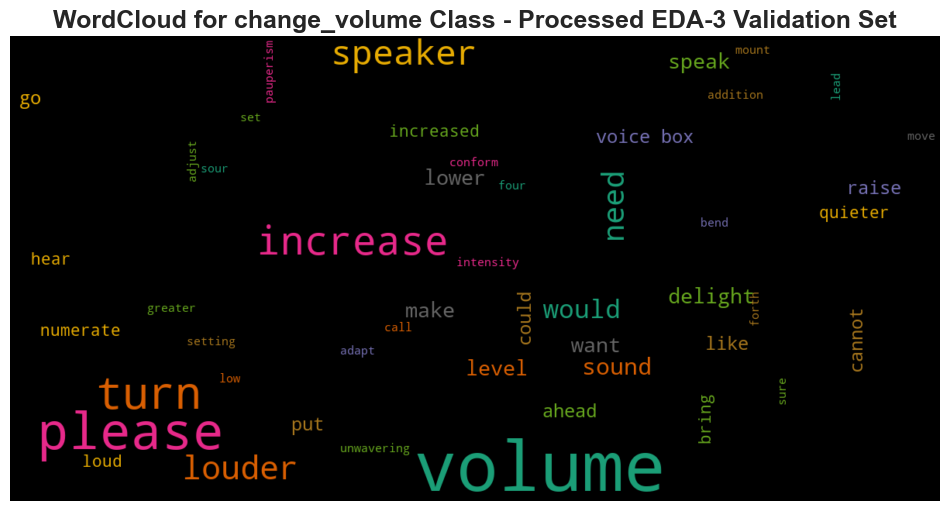 WordCloud for change_volume Class - Processed EDA-3 Validation Set
speaker
mount
speak
pauperism
lead
addition
go
set
increased
voice box
move
adjust
sour
conform
lower
four
need
raise
quieter
bend
increase
hear
intensity
delight
greater
make
could
would
forth
numerate
call
cannot
setting
adapt
want
like
level
sound
low
turn
sure
bring
please
put
ahead
unwavering
loud
louder
volume